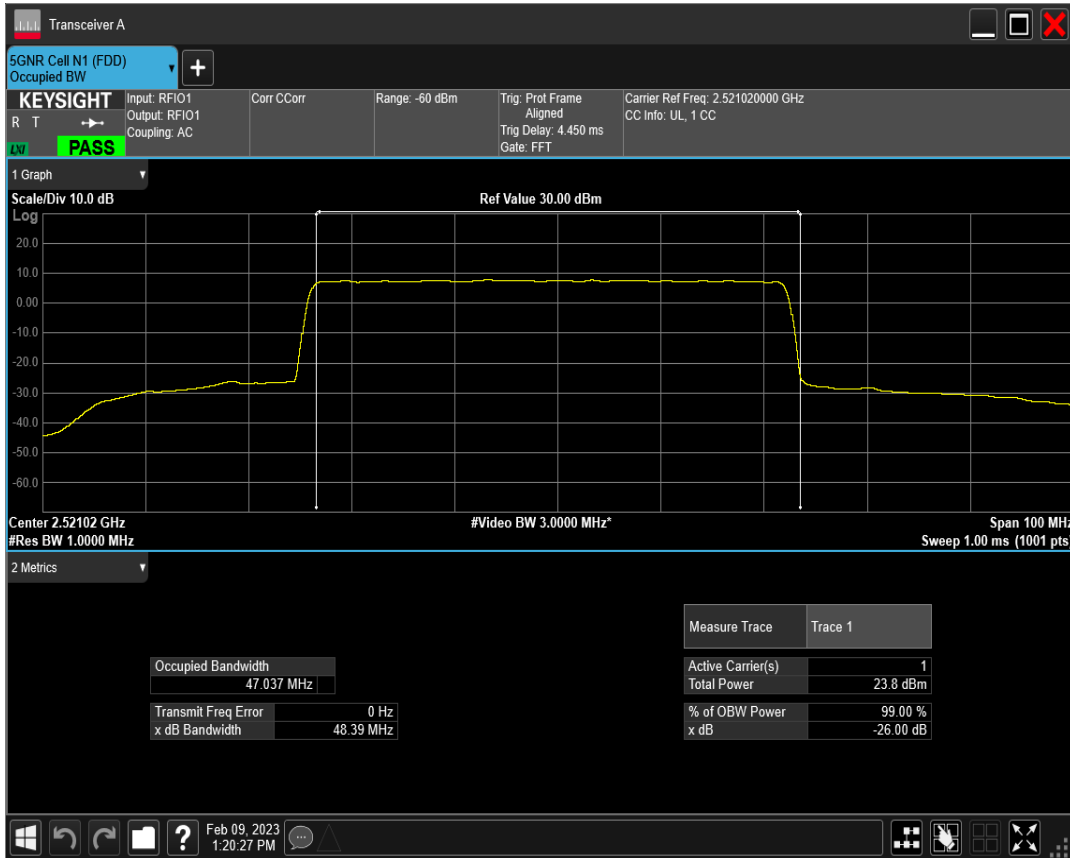 Transceiver A
5GNR Cell N1 (FDD)
Occupied BW
+
KEYSIGHT
R T
LXI
PASS
Input: RFIO1
Output: RFIO1
Coupling: AC
Corr CCorr
Range: -60 dBm
Trig: Prot Frame
Aligned
Trig Delay: 4.450 ms
Gate: FFT
Carrier Ref Freq: 2.521020000 GHz
CC Info: UL, 1 CC
1 Graph
Scale/Div 10.0 dB
Ref Value 30.00 dBm
Log
20.0
10.0
0.00
-10.0
-20.0
-30.0
-40.0
-50.0
-60.0
Center 2.52102 GHz
#Video BW 3.0000 MHz*
Span 100 MHz
#Res BW 1.0000 MHz
Sweep 1.00 ms (1001 pts)
2 Metrics
Measure Trace Trace 1
Occupied Bandwidth
47.037 MHz
Active Carrier(s) 1
Total Power 23.8 dBm
Transmit Freq Error 0 Hz
x dB Bandwidth 48.39 MHz
% of OBW Power 99.00 %
x dB -26.00 dB
?
Feb 09, 2023
1:20:27 PM